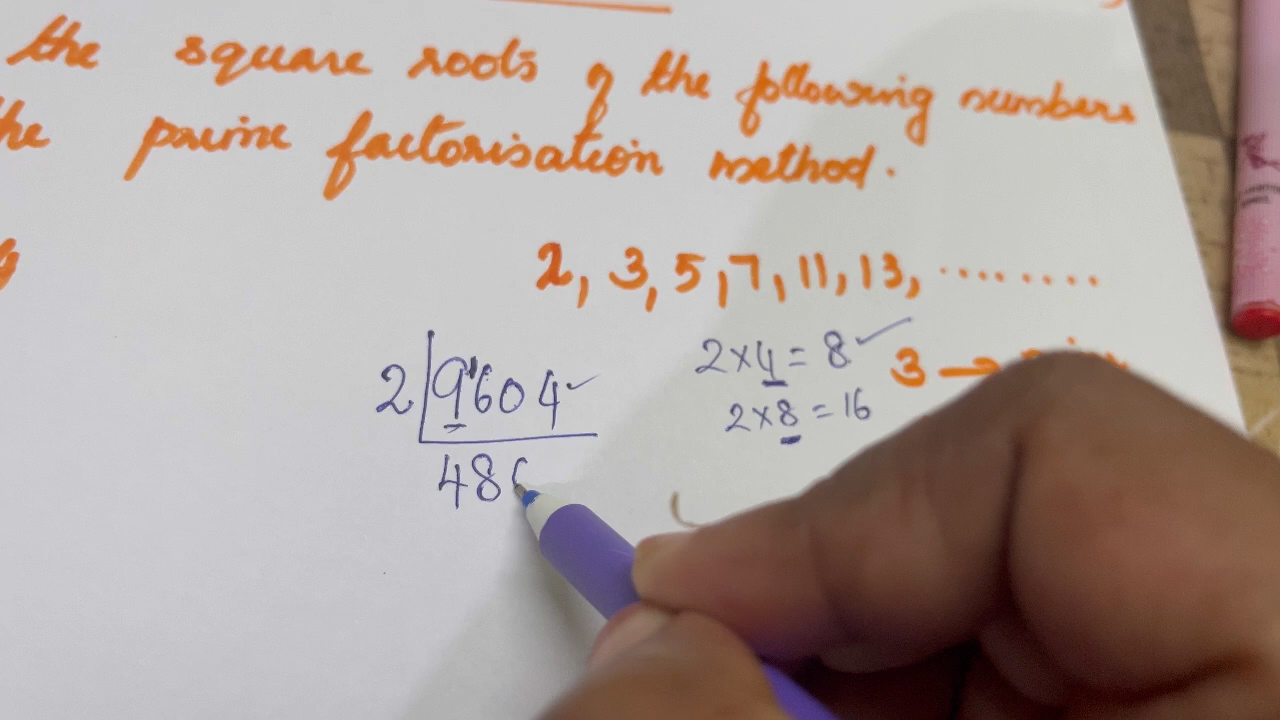 the square roots of the following numbers
the prime factorisation method.
2, 3, 5, 7, 11, 13, ........
2×4 = 8 ✓
3 →
2 9¹604 ✓
2×8 = 16
48